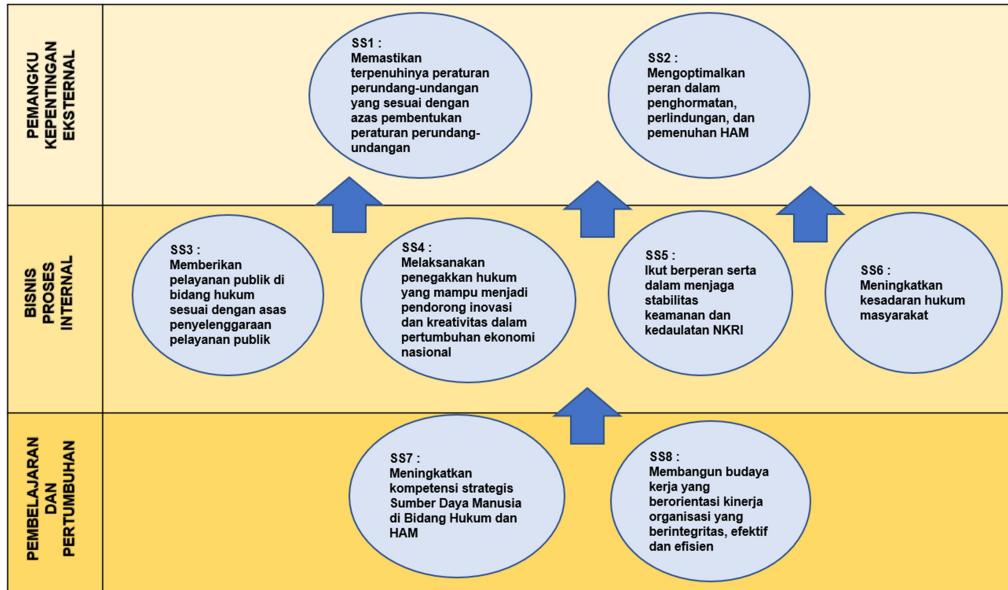 PEMANGKU
KEPENTINGAN
EKSTERNAL
SS1 :
Memastikan
terpenuhinya peraturan
perundang-undangan
yang sesuai dengan
azas pembentukan
peraturan perundang-
undangan
SS2 :
Mengoptimalkan
peran dalam
penghormatan,
perlindungan, dan
pemenuhan HAM
BISNIS
PROSES
INTERNAL
SS3 :
Memberikan
pelayanan publik di
bidang hukum
sesuai dengan asas
penyelenggaraan
pelayanan publik
SS4 :
Melaksanakan
penegakkan hukum
yang mampu menjadi
pendorong inovasi
dan kreativitas dalam
pertumbuhan ekonomi
nasional
SS5 :
Ikut berperan serta
dalam menjaga
stabilitas
keamanan dan
kedaulatan NKRI
SS6 :
Meningkatkan
kesadaran hukum
masyarakat
PEMBELAJARAN
DAN
PERTUMBUHAN
SS7 :
Meningkatkan
kompetensi strategis
Sumber Daya Manusia
di Bidang Hukum dan
HAM
SS8 :
Membangun budaya
kerja yang
berorientasi kinerja
organisasi yang
berintegritas, efektif
dan efisien